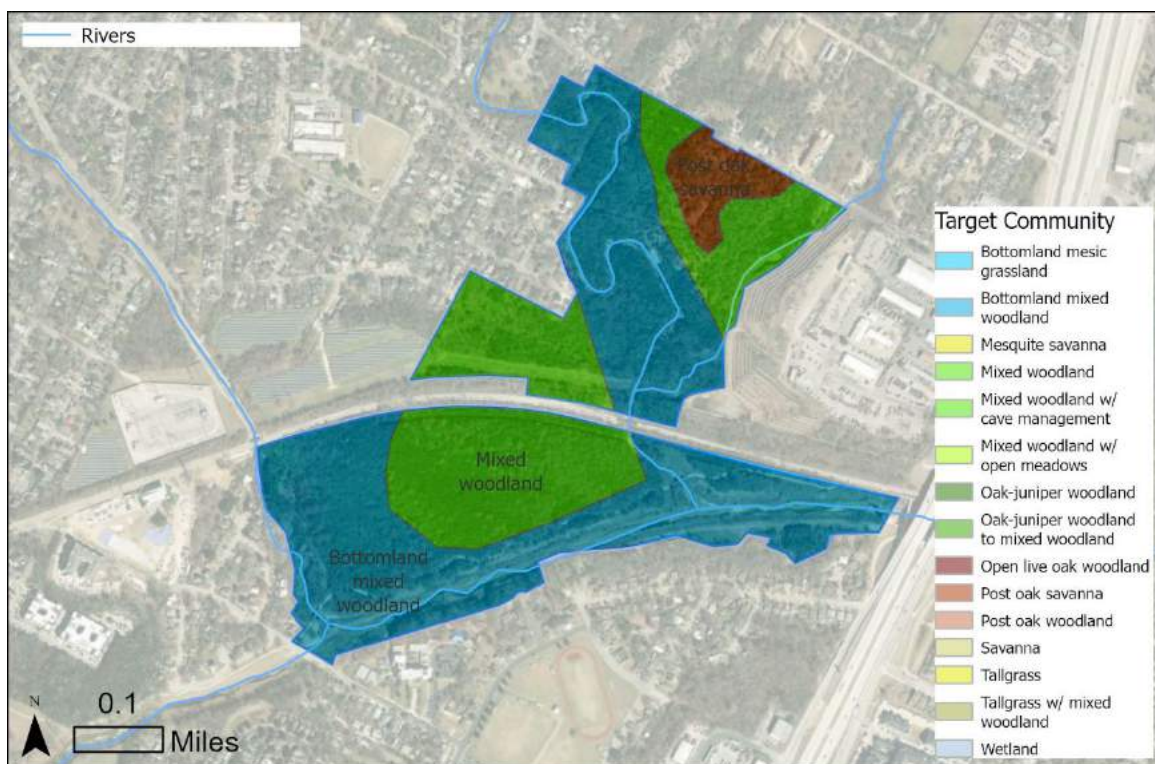 Rivers
Post oak
savanna
Mixed
woodland
Bottomland
mixed
woodland
N
0.1
Miles
Target Community
Bottomland mesic
grassland
Bottomland mixed
woodland
Mesquite savanna
Mixed woodland
Mixed woodland w/
cave management
Mixed woodland w/
open meadows
Oak-juniper woodland
Oak-juniper woodland
to mixed woodland
Open live oak woodland
Post oak savanna
Post oak woodland
Savanna
Tallgrass
Tallgrass w/ mixed
woodland
Wetland